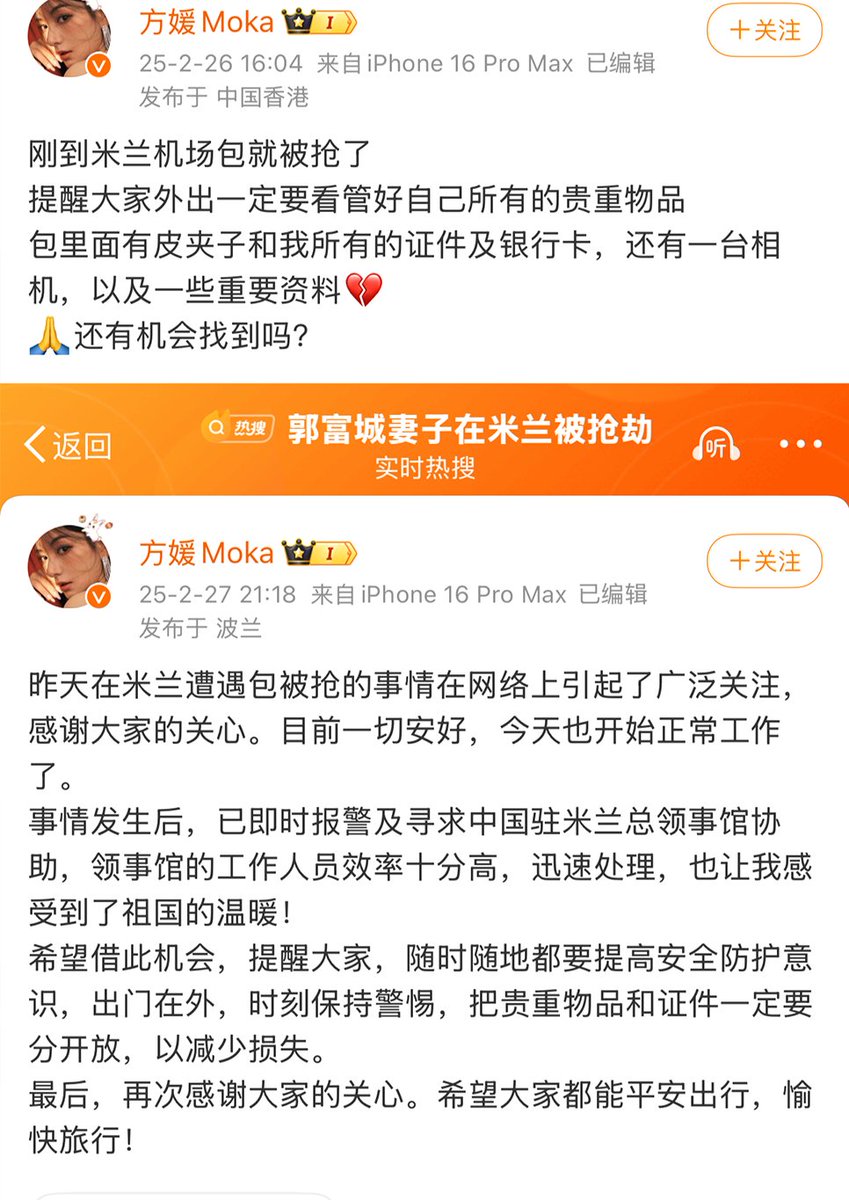 方媛Moka I
+关注
25-2-26 16:04 来自iPhone 16 Pro Max 已编辑
发布于 中国香港
刚到米兰机场包就被抢了
提醒大家外出一定要看管好自己所有的贵重物品
包里面有皮夹子和我所有的证件及银行卡，还有一台相
机，以及一些重要资料💔
🙏还有机会找到吗?
返回
热搜 郭富城妻子在米兰被抢劫
实时热搜
听
方媛Moka I
+关注
25-2-27 21:18 来自iPhone 16 Pro Max 已编辑
发布于 波兰
昨天在米兰遭遇包被抢的事情在网络上引起了广泛关注，
感谢大家的关心。目前一切安好，今天也开始正常工作
了。
事情发生后，已即时报警及寻求中国驻米兰总领事馆协
助，领事馆的工作人员效率十分高，迅速处理，也让我感
受到了祖国的温暖!
希望借此机会，提醒大家，随时随地都要提高安全防护意
识，出门在外，时刻保持警惕，把贵重物品和证件一定要
分开放，以减少损失。
最后，再次感谢大家的关心。希望大家都能平安出行，愉
快旅行!